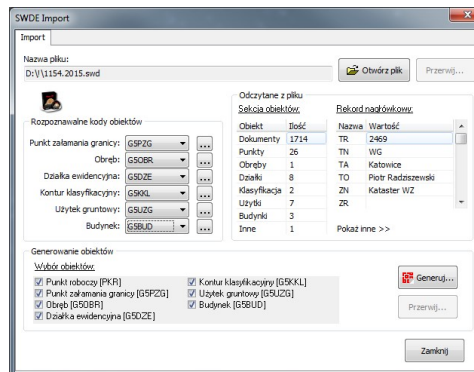 SWDE Import
Import
Nazwa pliku:
D:\!\1154.2015.swd
Otwórz plik
Przerwij...
Rozpoznawalne kody obiektów
Punkt załamania granicy: G5PZG ...
Obręb: G5OBR ...
Działka ewidencyjna: G5DZE ...
Kontur klasyfikacyjny: G5KKL ...
Użytek gruntowy: G5UZG ...
Budynek: G5BUD ...
Odczytane z pliku
Sekcja obiektów:
Obiekt Ilość
Dokumenty 1714
Punkty 26
Obręby 1
Działki 8
Klasyfikacja 2
Użytki 7
Budynki 3
Inne 1
Rekord nagłówkowy:
Nazwa Wartość
TR 2469
TN WG
TA Katowice
TO Piotr Radziszewski
ZN Kataster WZ
ZR
Pokaż inne >>
Generowanie obiektów
Wybór obiektów:
Punkt roboczy [PKR]
Punkt załamania granicy [G5PZG]
Obręb [G5OBR]
Działka ewidencyjna [G5DZE]
Kontur klasyfikacyjny [G5KKL]
Użytek gruntowy [G5UZG]
Budynek [G5BUD]
Generuj...
Przerwij...
Zamknij